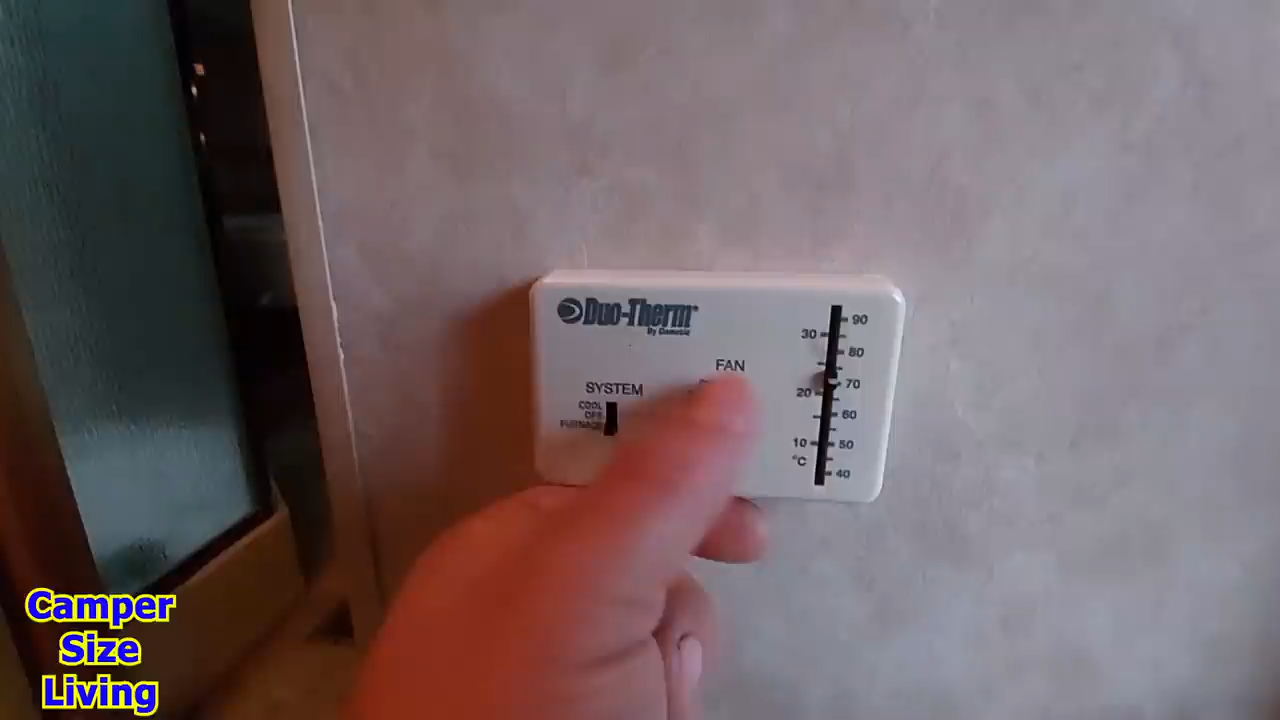 Duo-Therm®
By Dometic
FAN
SYSTEM
COOL
OFF
FURNACE
90
30
80
70
20
60
10
50
°C
40
Camper
Size
Living